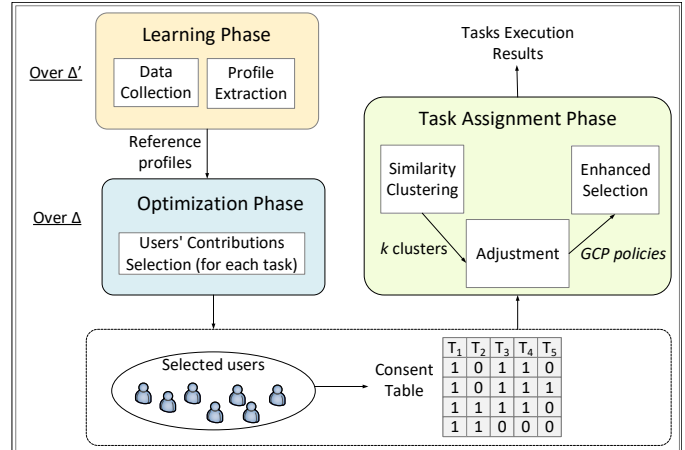 Learning Phase
Over Δ'
Data
Collection
Profile
Extraction
Reference
profiles
Over Δ
Optimization Phase
Users' Contributions
Selection (for each task)
Tasks Execution
Results
Task Assignment Phase
Similarity
Clustering
Enhanced
Selection
k clusters
Adjustment
GCP policies
Selected users
Consent
Table
T1 T2 T3 T4 T5
1 0 1 1 0
1 0 1 1 1
1 1 1 1 0
1 1 0 0 0